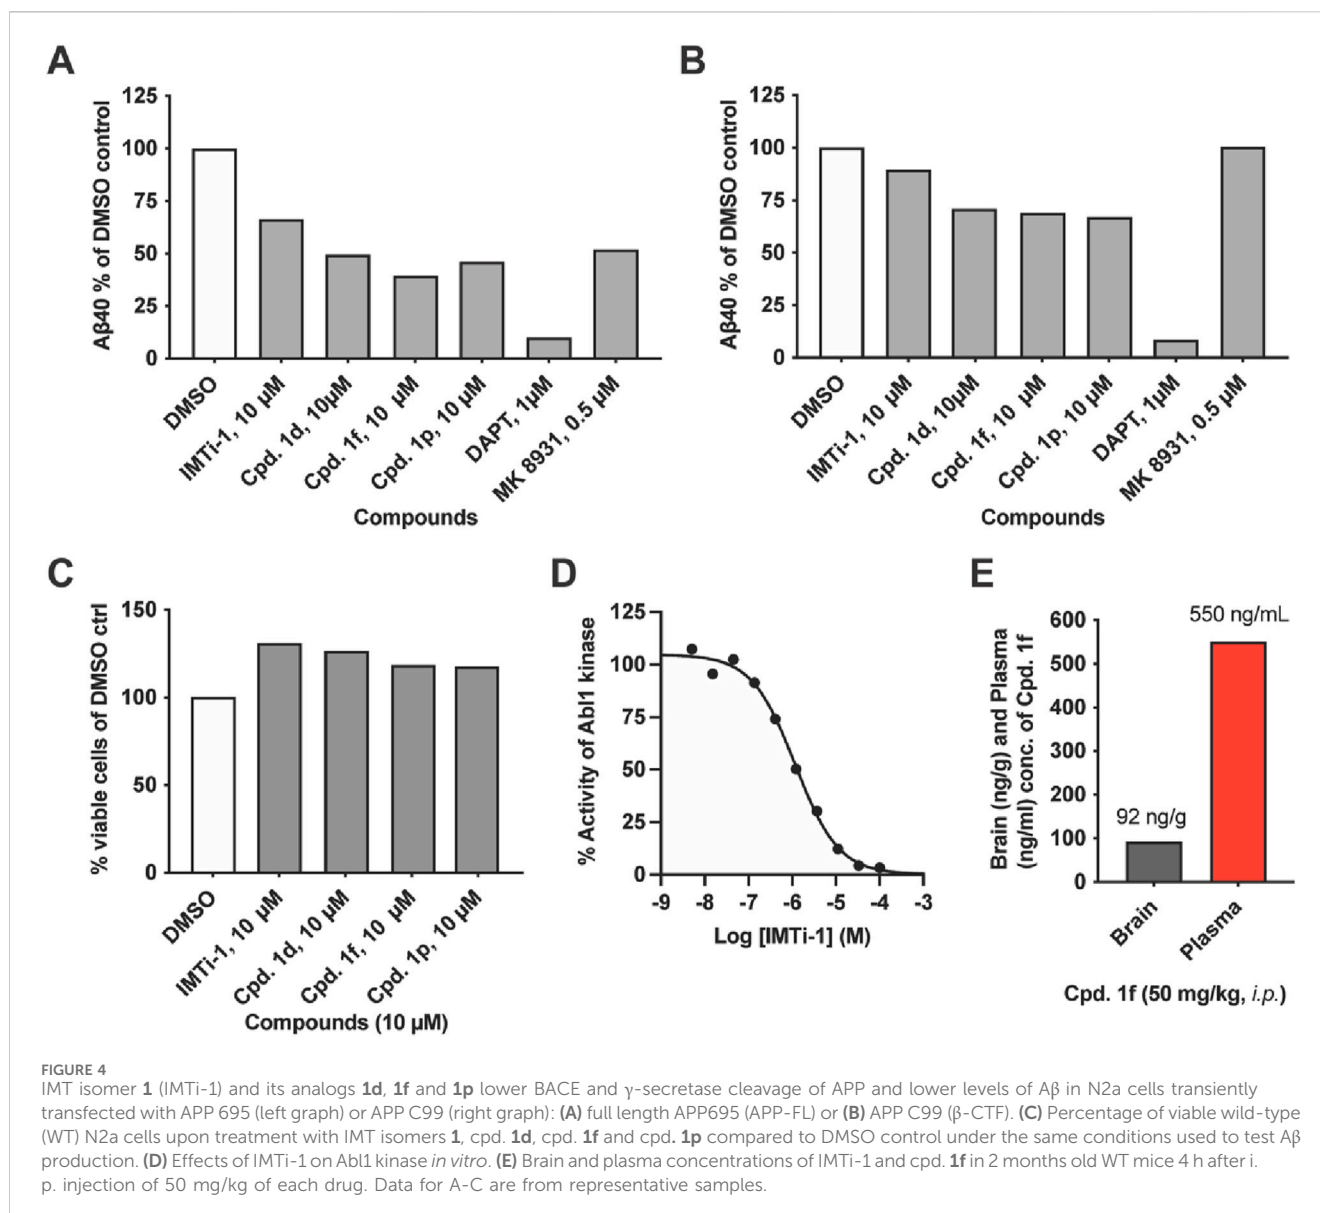 A
Aβ40 % of DMSO control
125
100
75
50
25
0
DMSO
IMTi-1, 10 µM
Cpd. 1d, 10µM
Cpd. 1f, 10 µM
Cpd. 1p, 10 µM
DAPT, 1µM
MK 8931, 0.5 µM
Compounds
B
Aβ40 % of DMSO control
125
100
75
50
25
0
DMSO
IMTi-1, 10 µM
Cpd. 1d, 10µM
Cpd. 1f, 10 µM
Cpd. 1p, 10 µM
DAPT, 1µM
MK 8931, 0.5 µM
Compounds
C
% viable cells of DMSO ctrl
150
100
50
0
DMSO
IMTi-1, 10 µM
Cpd. 1d, 10 µM
Cpd. 1f, 10 µM
Cpd. 1p, 10 µM
Compounds (10 µM)
D
% Activity of Abl1 kinase
125
100
75
50
25
0
-9 -8 -7 -6 -5 -4 -3
Log [IMTi-1] (M)
E
Brain (ng/g) and Plasma
(ng/ml) conc. of Cpd. 1f
600
500
400
300
200
100
0
92 ng/g
550 ng/mL
Brain
Plasma
Cpd. 1f (50 mg/kg, i.p.)
FIGURE 4
IMT isomer 1 (IMTi-1) and its analogs 1d, 1f and 1p lower BACE and γ-secretase cleavage of APP and lower levels of Aβ in N2a cells transiently
transfected with APP 695 (left graph) or APP C99 (right graph): (A) full length APP695 (APP-FL) or (B) APP C99 (β-CTF). (C) Percentage of viable wild-type
(WT) N2a cells upon treatment with IMT isomers 1, cpd. 1d, cpd. 1f and cpd. 1p compared to DMSO control under the same conditions used to test Aβ
production. (D) Effects of IMTi-1 on Abl1 kinase in vitro. (E) Brain and plasma concentrations of IMTi-1 and cpd. 1f in 2 months old WT mice 4 h after i.
p. injection of 50 mg/kg of each drug. Data for A-C are from representative samples.